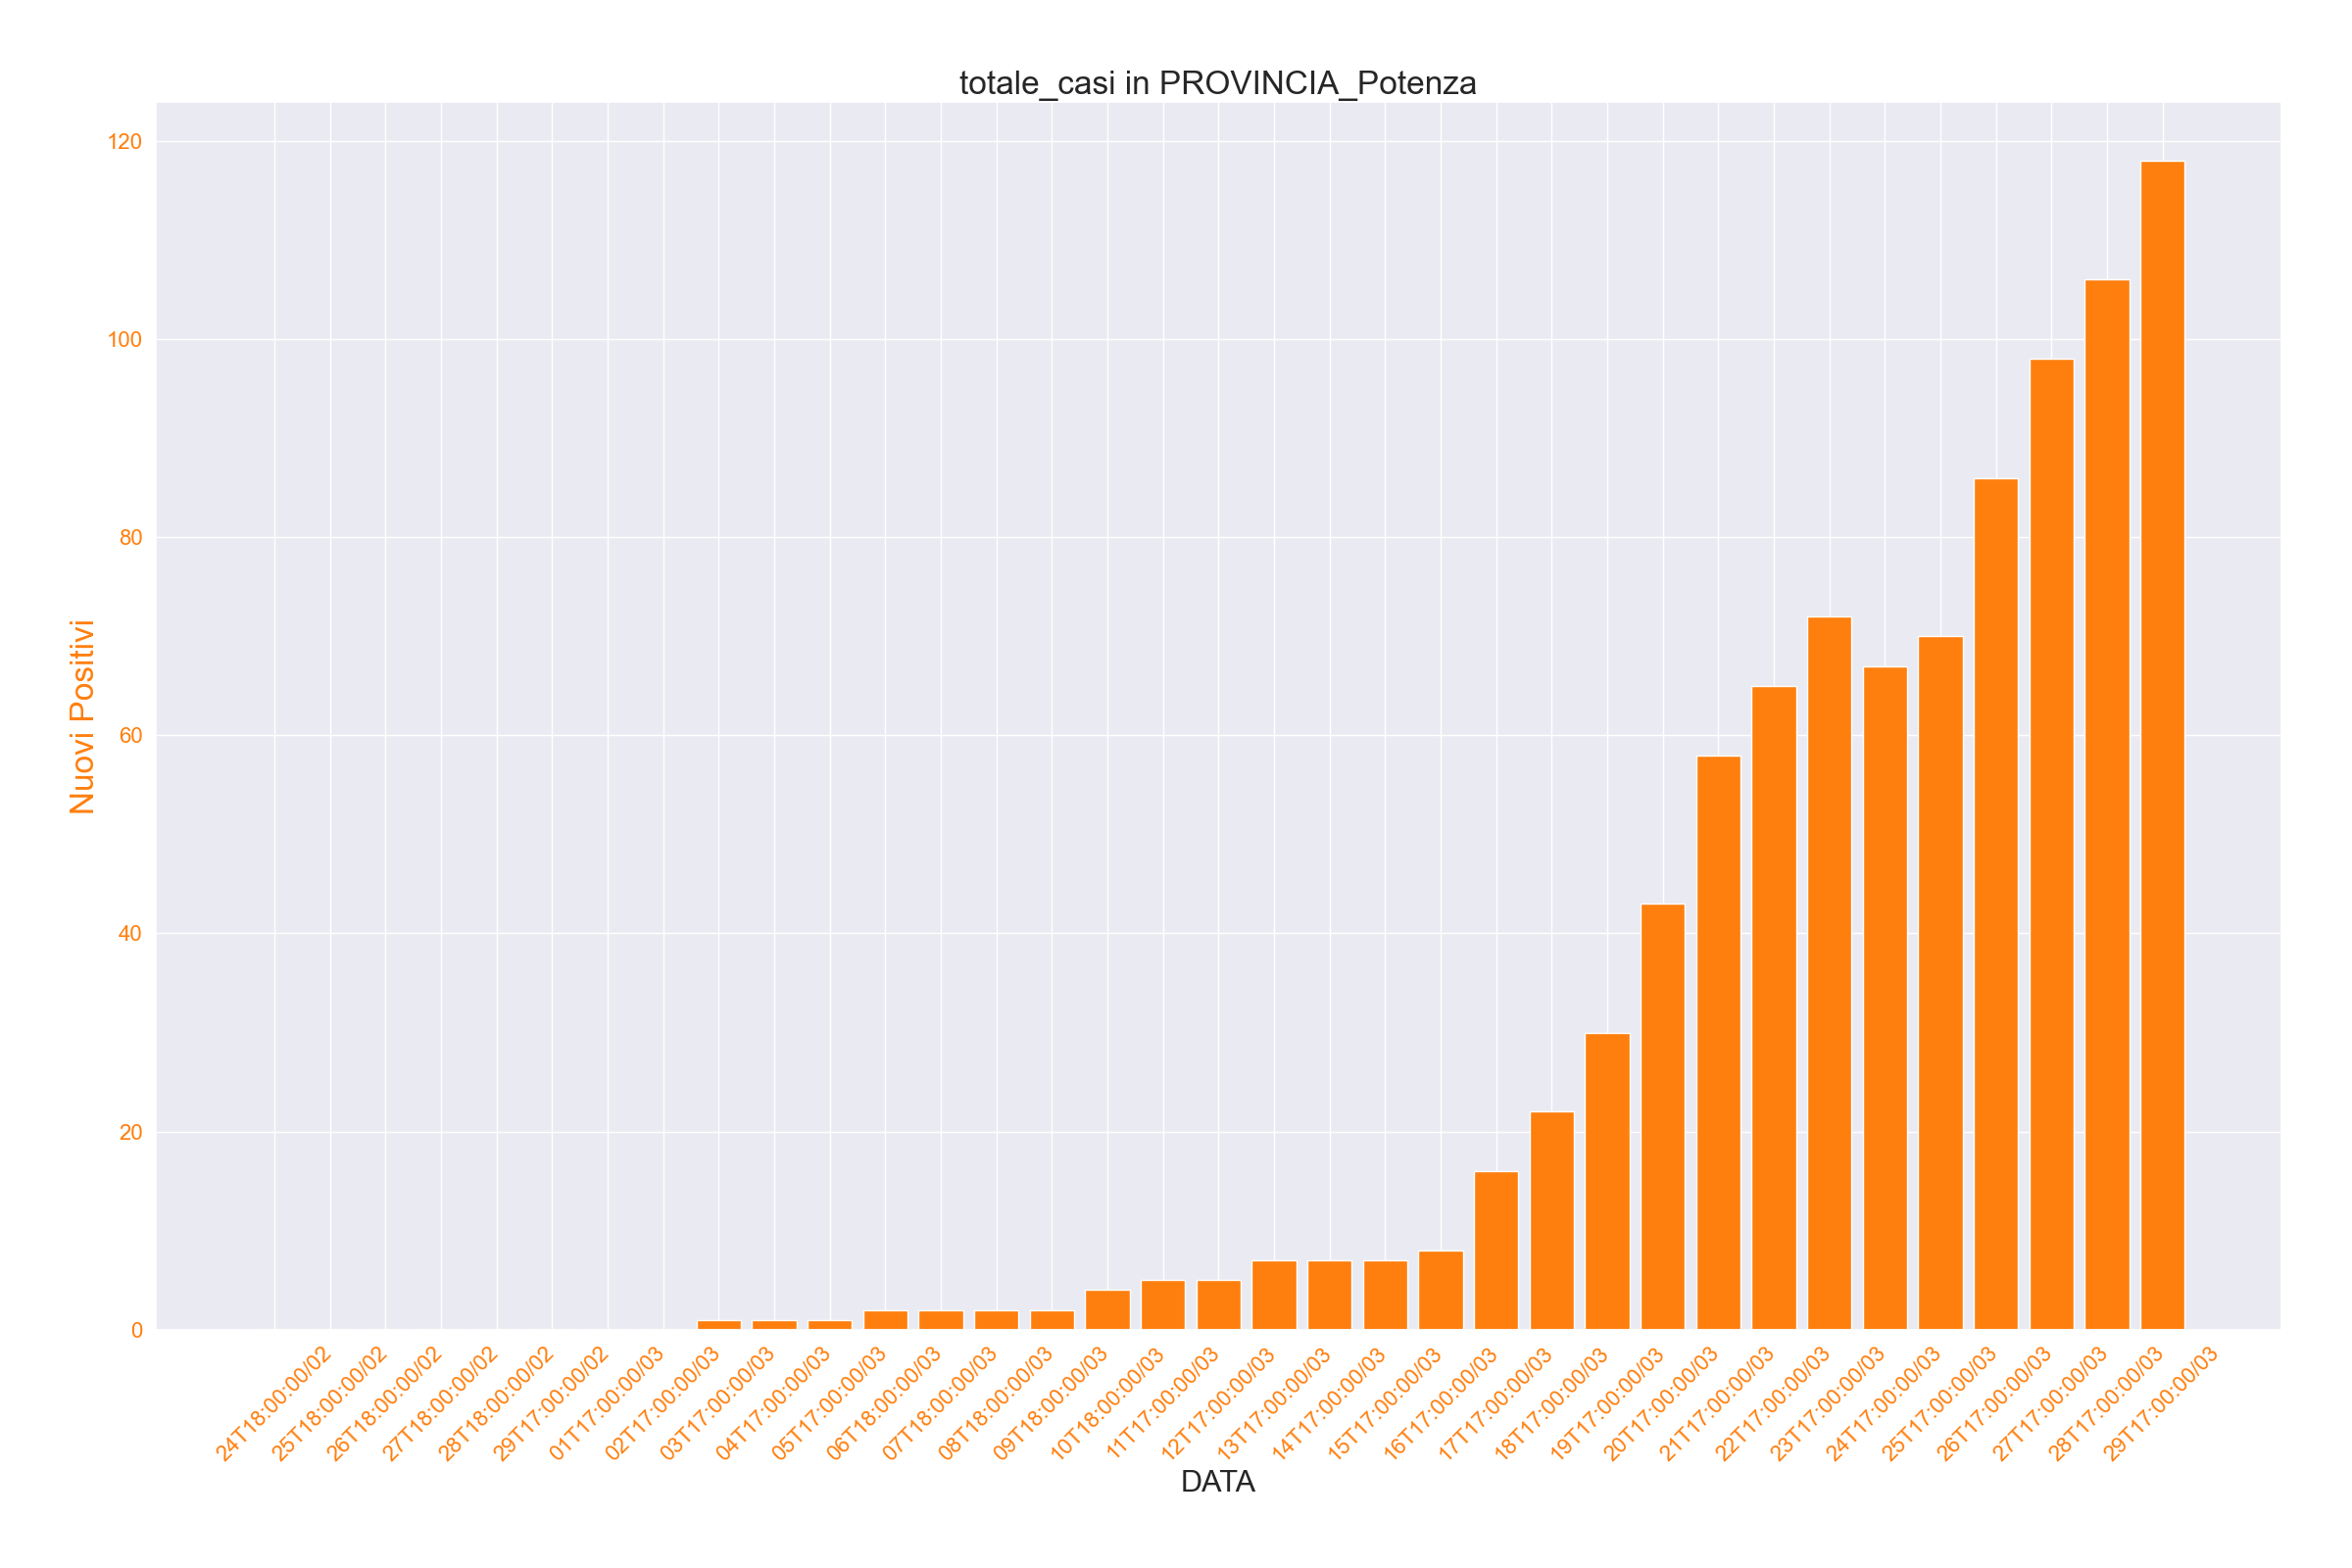 totale_casi in PROVINCIA_Potenza
120
100
80
60
40
20
0
Nuovi Positivi
24T18:00:00/02
25T18:00:00/02
26T18:00:00/02
27T18:00:00/02
28T18:00:00/02
29T17:00:00/02
01T17:00:00/03
02T17:00:00/03
03T17:00:00/03
04T17:00:00/03
05T17:00:00/03
06T18:00:00/03
07T18:00:00/03
08T18:00:00/03
09T18:00:00/03
10T18:00:00/03
11T17:00:00/03
12T17:00:00/03
13T17:00:00/03
14T17:00:00/03
15T17:00:00/03
16T17:00:00/03
17T17:00:00/03
18T17:00:00/03
19T17:00:00/03
20T17:00:00/03
21T17:00:00/03
22T17:00:00/03
23T17:00:00/03
24T17:00:00/03
25T17:00:00/03
26T17:00:00/03
27T17:00:00/03
28T17:00:00/03
29T17:00:00/03
DATA